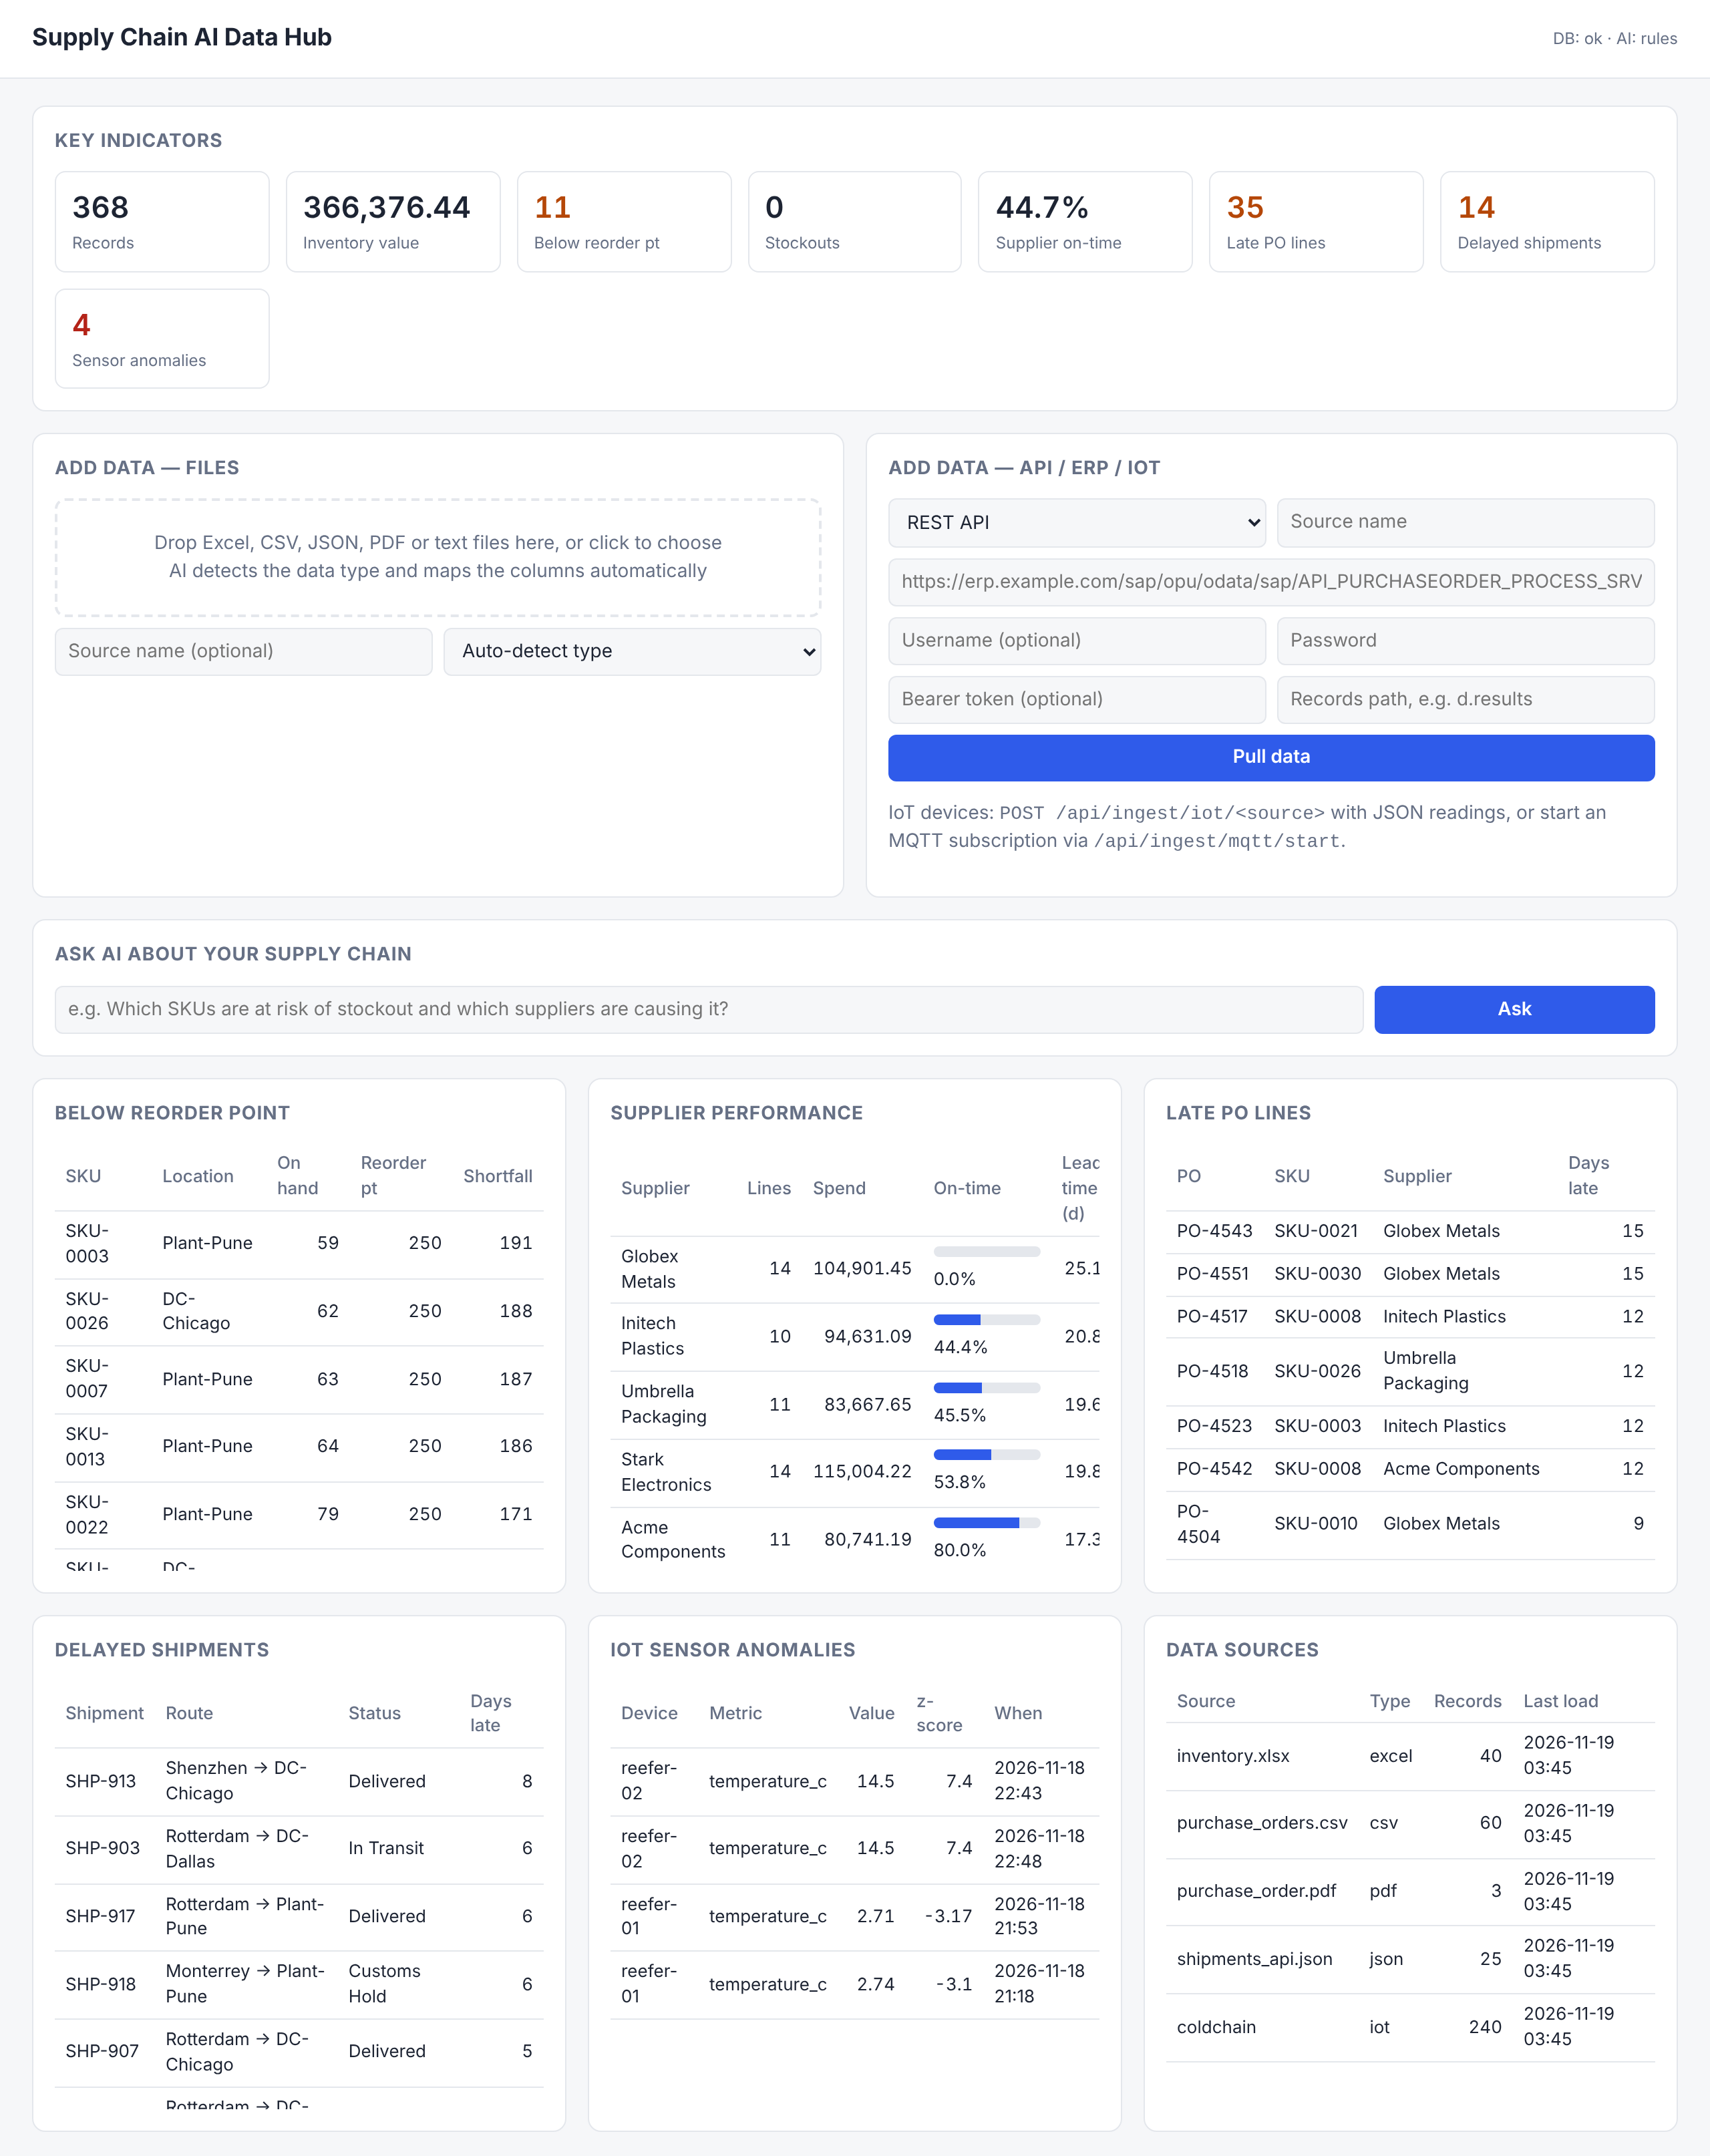 Supply Chain AI Data Hub
DB: ok · AI: rules
KEY INDICATORS
368
Records
366,376.44
Inventory value
11
Below reorder pt
0
Stockouts
44.7%
Supplier on-time
35
Late PO lines
14
Delayed shipments
4
Sensor anomalies
ADD DATA — FILES
Drop Excel, CSV, JSON, PDF or text files here, or click to choose
AI detects the data type and maps the columns automatically
Source name (optional)
Auto-detect type
ADD DATA — API / ERP / IOT
REST API
Source name
https://erp.example.com/sap/opu/odata/sap/API_PURCHASEORDER_PROCESS_SRV
Username (optional)
Password
Bearer token (optional)
Records path, e.g. d.results
Pull data
IoT devices: POST /api/ingest/iot/<source> with JSON readings, or start an
MQTT subscription via /api/ingest/mqtt/start.
ASK AI ABOUT YOUR SUPPLY CHAIN
e.g. Which SKUs are at risk of stockout and which suppliers are causing it?
Ask
BELOW REORDER POINT
SKU Location On hand Reorder pt Shortfall
SKU-0003 Plant-Pune 59 250 191
SKU-0026 DC-Chicago 62 250 188
SKU-0007 Plant-Pune 63 250 187
SKU-0013 Plant-Pune 64 250 186
SKU-0022 Plant-Pune 79 250 171
SKU- DC-
SUPPLIER PERFORMANCE
Supplier Lines Spend On-time Lead time (d)
Globex Metals 14 104,901.45 0.0% 25.1
Initech Plastics 10 94,631.09 44.4% 20.8
Umbrella Packaging 11 83,667.65 45.5% 19.6
Stark Electronics 14 115,004.22 53.8% 19.8
Acme Components 11 80,741.19 80.0% 17.3
LATE PO LINES
PO SKU Supplier Days late
PO-4543 SKU-0021 Globex Metals 15
PO-4551 SKU-0030 Globex Metals 15
PO-4517 SKU-0008 Initech Plastics 12
PO-4518 SKU-0026 Umbrella Packaging 12
PO-4523 SKU-0003 Initech Plastics 12
PO-4542 SKU-0008 Acme Components 12
PO-4504 SKU-0010 Globex Metals 9
DELAYED SHIPMENTS
Shipment Route Status Days late
SHP-913 Shenzhen → DC-Chicago Delivered 8
SHP-903 Rotterdam → DC-Dallas In Transit 6
SHP-917 Rotterdam → Plant-Pune Delivered 6
SHP-918 Monterrey → Plant-Pune Customs Hold 6
SHP-907 Rotterdam → DC-Chicago Delivered 5
Rotterdam → DC-
IOT SENSOR ANOMALIES
Device Metric Value z-score When
reefer-02 temperature_c 14.5 7.4 2026-11-18 22:43
reefer-02 temperature_c 14.5 7.4 2026-11-18 22:48
reefer-01 temperature_c 2.71 -3.17 2026-11-18 21:53
reefer-01 temperature_c 2.74 -3.1 2026-11-18 21:18
DATA SOURCES
Source Type Records Last load
inventory.xlsx excel 40 2026-11-19 03:45
purchase_orders.csv csv 60 2026-11-19 03:45
purchase_order.pdf pdf 3 2026-11-19 03:45
shipments_api.json json 25 2026-11-19 03:45
coldchain iot 240 2026-11-19 03:45